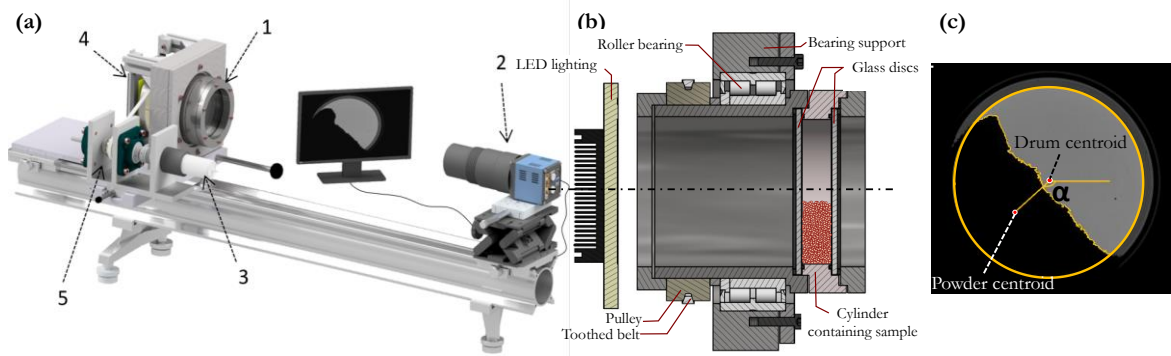 (a)
1
4
2
3
5
(b)
Roller bearing
Bearing support
LED lighting
Glass discs
Pulley
Toothed belt
Cylinder
containing sample
(c)
Drum centroid
α
Powder centroid